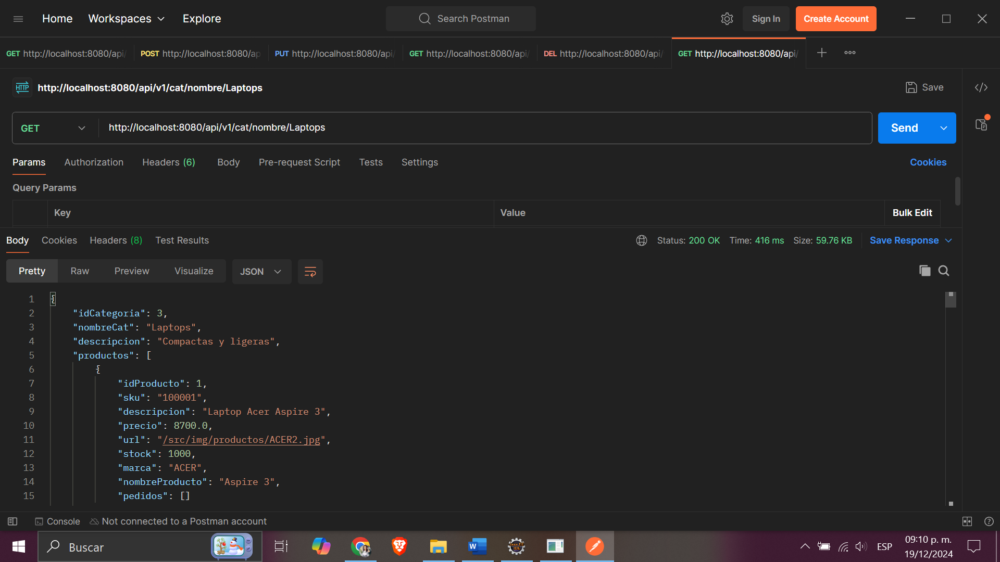 Home Workspaces Explore Search Postman Sign In Create Account
GET http://localhost:8080/api/ POST http://localhost:8080/ap PUT http://localhost:8080/api/ GET http://localhost:8080/api/ DEL http://localhost:8080/api/ GET http://localhost:8080/api/
HTTP http://localhost:8080/api/v1/cat/nombre/Laptops Save
GET http://localhost:8080/api/v1/cat/nombre/Laptops Send
Params Authorization Headers (6) Body Pre-request Script Tests Settings Cookies
Query Params
Key Value Bulk Edit
Body Cookies Headers (8) Test Results Status: 200 OK Time: 416 ms Size: 59.76 KB Save Response
Pretty Raw Preview Visualize JSON
1 {
2 "idCategoria": 3,
3 "nombreCat": "Laptops",
4 "descripcion": "Compactas y ligeras",
5 "productos": [
6 {
7 "idProducto": 1,
8 "sku": "100001",
9 "descripcion": "Laptop Acer Aspire 3",
10 "precio": 8700.0,
11 "url": "/src/img/productos/ACER2.jpg",
12 "stock": 1000,
13 "marca": "ACER",
14 "nombreProducto": "Aspire 3",
15 "pedidos": []
Console Not connected to a Postman account
Buscar ESP 09:10 p. m.
19/12/2024